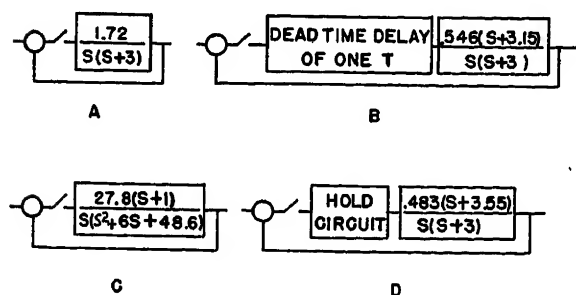 1.72
S(S+3)
A
DEAD TIME DELAY
OF ONE T
.546(S+3.15)
S(S+3)
B
27.8(S+1)
S(S²+6S+48.6)
C
HOLD
CIRCUIT
.483(S+3.55)
S(S+3)
D